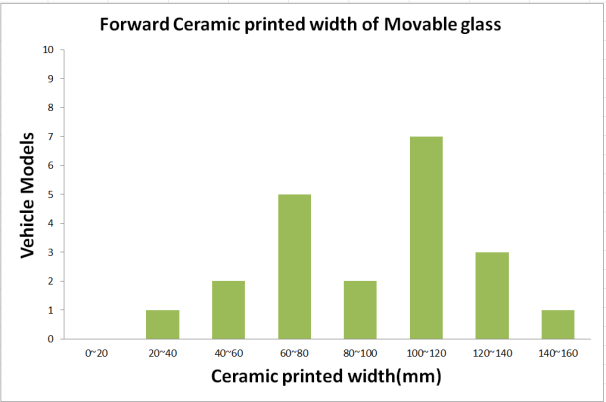 Forward Ceramic printed width of Movable glass
10
9
8
7
6
5
4
3
2
1
0
Vehicle Models
0~20 20~40 40~60 60~80 80~100 100~120 120~140 140~160
Ceramic printed width(mm)